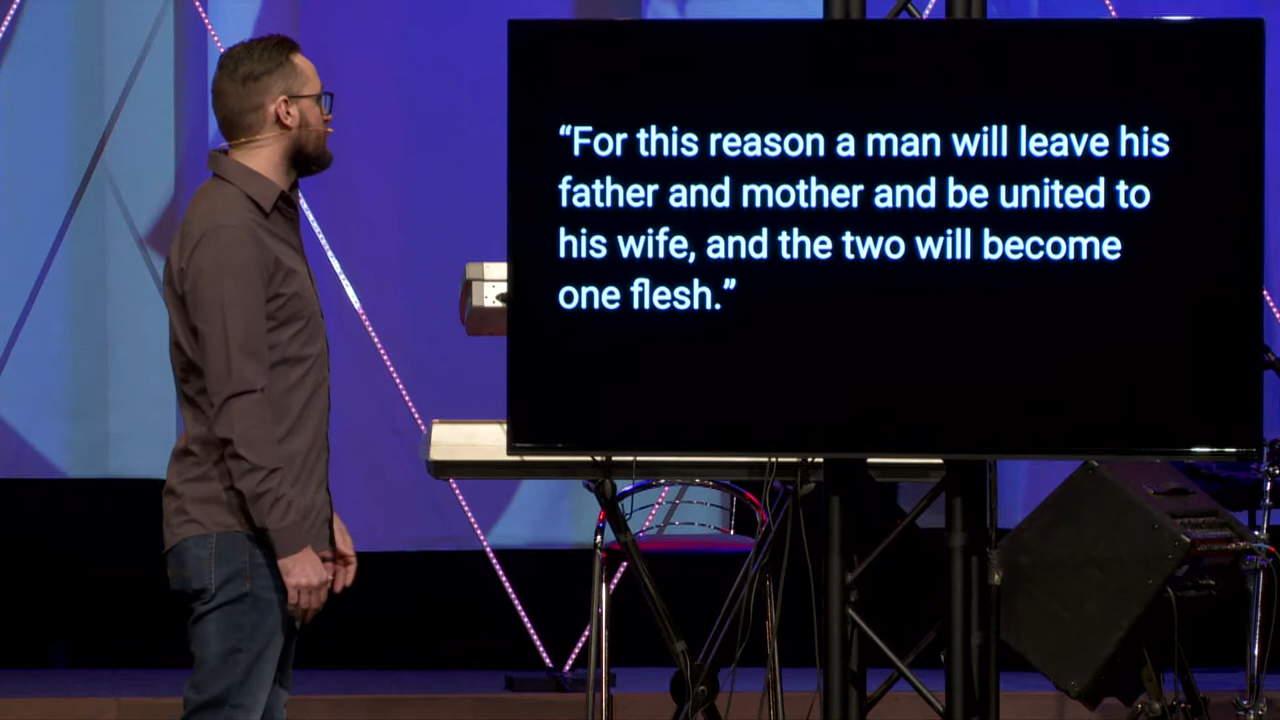 “For this reason a man will leave his
father and mother and be united to
his wife, and the two will become
one flesh.”